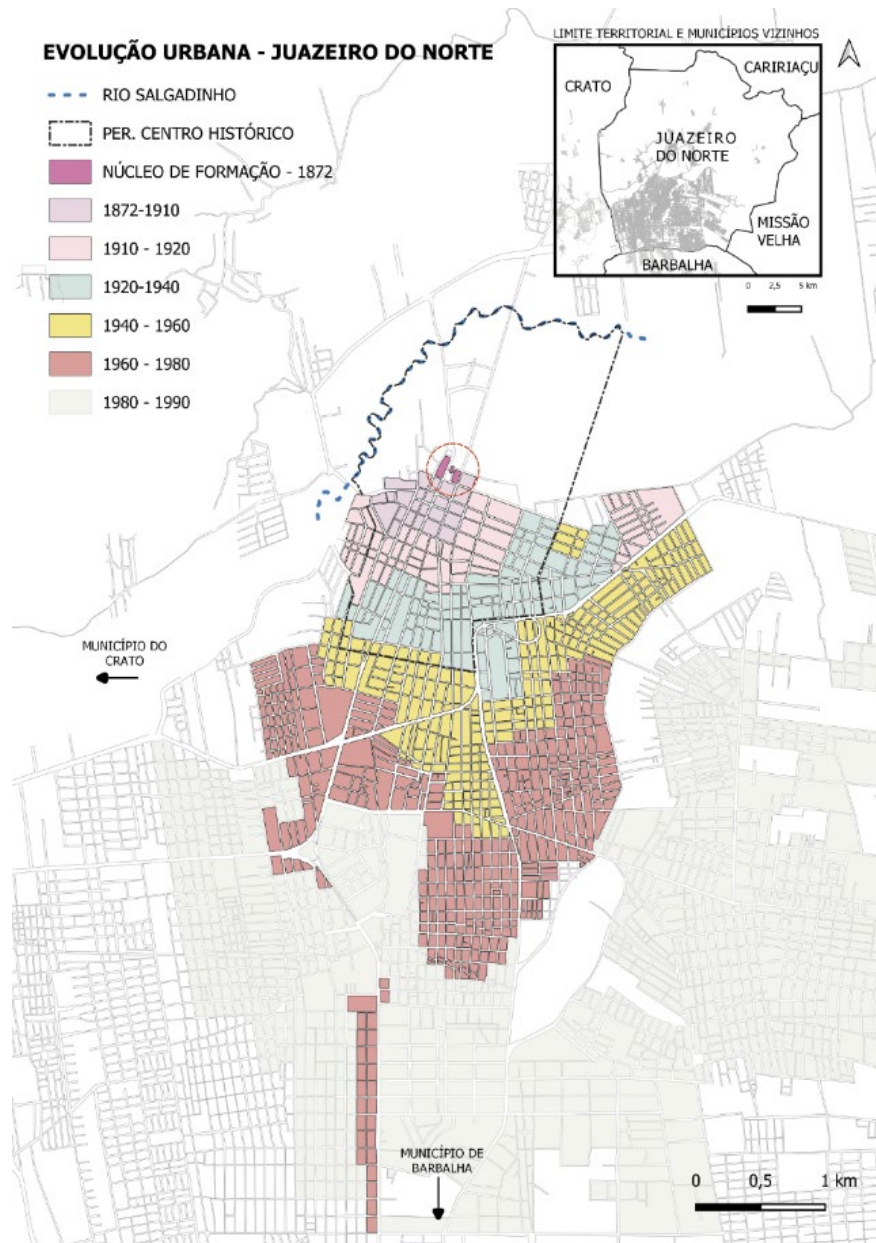 EVOLUÇÃO URBANA - JUAZEIRO DO NORTE
RIO SALGADINHO
PER. CENTRO HISTÓRICO
NÚCLEO DE FORMAÇÃO - 1872
1872-1910
1910 - 1920
1920-1940
1940 - 1960
1960 - 1980
1980 - 1990
LIMITE TERRITORIAL E MUNICÍPIOS VIZINHOS
CRATO
CARIRIAÇU
JUAZEIRO
DO NORTE
MISSÃO
VELHA
BARBALHA
0 2,5 5 km
MUNICÍPIO DO
CRATO
MUNICÍPIO DE
BARBALHA
0 0,5 1 km